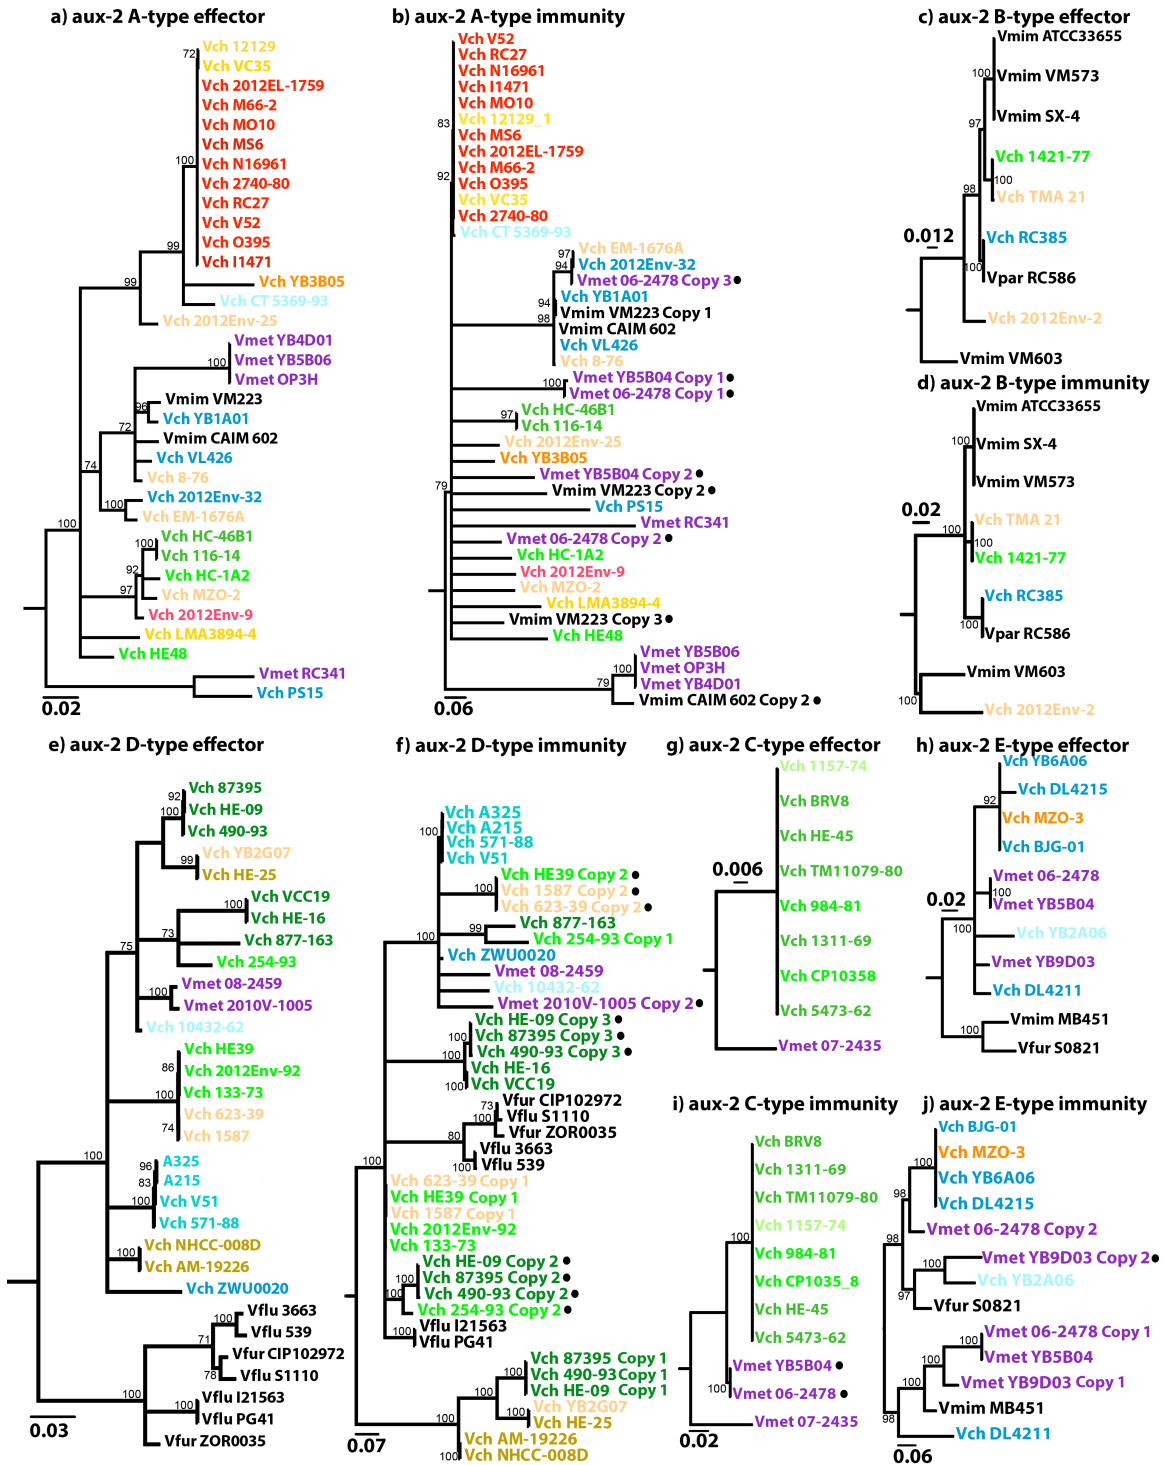 a) aux-2 A-type effector
72
Vch 12129
Vch VC35
Vch 2012EL-1759
Vch M66-2
Vch MO10
Vch MS6
100
Vch N16961
Vch 2740-80
Vch RC27
Vch V52
99
Vch O395
Vch I1471
99
Vch YB3B05
Vch CT 5369-93
Vch 2012Env-25
Vmet YB4D01
100
Vmet YB5B06
Vmet OP3H
96
Vmim VM223
Vch YB1A01
72
Vmim CAIM 602
74
Vch VL426
Vch 8-76
100
Vch 2012Env-32
Vch EM-1676A
100
100
Vch HC-46B1
Vch 116-14
92
Vch HC-1A2
97
Vch MZO-2
Vch 2012Env-9
Vch LMA3894-4
Vch HE48
Vmet RC341
Vch PS15
0.02
b) aux-2 A-type immunity
Vch V52
Vch RC27
Vch N16961
Vch I1471
Vch MO10
83
Vch 12129_1
Vch MS6
Vch 2012EL-1759
92
Vch M66-2
Vch O395
Vch VC35
Vch 2740-80
Vch CT 5369-93
97
Vch EM-1676A
94
Vch 2012Env-32
Vmet 06-2478 Copy 3 ●
94
Vch YB1A01
98
Vmim VM223 Copy 1
Vmim CAIM 602
Vch VL426
Vch 8-76
100
Vmet YB5B04 Copy 1 ●
Vmet 06-2478 Copy 1 ●
97
Vch HC-46B1
Vch 116-14
Vch 2012Env-25
Vch YB3B05
79
Vmet YB5B04 Copy 2 ●
Vmim VM223 Copy 2 ●
Vch PS15
Vmet RC341
Vmet 06-2478 Copy 2 ●
Vch HC-1A2
Vch 2012Env-9
Vch MZO-2
Vch LMA3894-4
Vmim VM223 Copy 3 ●
Vch HE48
Vmet YB5B06
100
Vmet OP3H
79
Vmet YB4D01
Vmim CAIM 602 Copy 2 ●
0.06
c) aux-2 B-type effector
Vmim ATCC33655
100
Vmim VM573
97
Vmim SX-4
Vch 1421-77
100
98
Vch TMA 21
0.012
Vch RC385
100
Vpar RC586
Vch 2012Env-2
Vmim VM603
d) aux-2 B-type immunity
Vmim ATCC33655
100
Vmim SX-4
Vmim VM573
0.02
Vch TMA 21
100
100
Vch 1421-77
Vch RC385
100
Vpar RC586
Vmim VM603
100
Vch 2012Env-2
e) aux-2 D-type effector
Vch 87395
92
100
Vch HE-09
Vch 490-93
99
Vch YB2G07
Vch HE-25
Vch VCC19
100
Vch HE-16
75
73
Vch 877-163
Vch 254-93
100
Vmet 08-2459
Vmet 2010V-1005
Vch 10432-62
Vch HE39
86
Vch 2012Env-92
100
Vch 133-73
Vch 623-39
74
Vch 1587
100
96
A325
83
A215
100
Vch V51
Vch 571-88
100
Vch NHCC-008D
Vch AM-19226
Vch ZWU0020
100
Vflu 3663
Vflu 539
71
Vfur CIP102972
78
Vflu S1110
100
100
Vflu I21563
Vflu PG41
Vfur ZOR0035
0.03
f) aux-2 D-type immunity
Vch A325
100
Vch A215
Vch 571-88
Vch V51
100
Vch HE39 Copy 2 ●
Vch 1587 Copy 2 ●
Vch 623-39 Copy 2 ●
99
Vch 877-163
100
Vch 254-93 Copy 1
Vch ZWU0020
Vmet 08-2459
Vch 10432-62
Vmet 2010V-1005 Copy 2 ●
Vch HE-09 Copy 3 ●
100
Vch 87395 Copy 3 ●
100
Vch 490-93 Copy 3 ●
Vch HE-16
100
Vch VCC19
73
Vfur CIP102972
100
Vflu S1110
80
Vfur ZOR0035
Vflu 3663
100
Vflu 539
100
Vch 623-39 Copy 1
Vch HE39 Copy 1
Vch 1587 Copy 1
Vch 2012Env-92
Vch 133-73
Vch HE-09 Copy 2 ●
100
Vch 87395 Copy 2 ●
100
Vch 490-93 Copy 2 ●
Vch 254-93 Copy 2 ●
100
Vflu I21563
Vflu PG41
100
Vch 87395 Copy 1
Vch 490-93Copy 1
100
Vch HE-09 Copy 1
100
Vch YB2G07
100
Vch HE-25
Vch AM-19226
100
Vch NHCC-008D
0.07
g) aux-2 C-type effector
Vch 1157-74
Vch BRV8
Vch HE-45
0.006
Vch TM11079-80
100
Vch 984-81
Vch 1311-69
Vch CP10358
Vch 5473-62
Vmet 07-2435
h) aux-2 E-type effector
Vch YB6A06
Vch DL4215
92
Vch MZO-3
Vch BJG-01
Vmet 06-2478
100
0.02
Vmet YB5B04
100
Vch YB2A06
Vmet YB9D03
Vch DL4211
100
Vmim MB451
Vfur S0821
i) aux-2 C-type immunity
Vch BRV8
Vch 1311-69
Vch TM11079-80
Vch 1157-74
100
Vch 984-81
Vch CP1035_8
Vch HE-45
Vch 5473-62
Vmet YB5B04 ●
100
Vmet 06-2478 ●
Vmet 07-2435
0.02
j) aux-2 E-type immunity
Vch BJG-01
Vch MZO-3
100
Vch YB6A06
98
Vch DL4215
Vmet 06-2478 Copy 2
98
Vmet YB9D03 Copy 2 ●
100
Vch YB2A06
97
Vfur S0821
Vmet 06-2478 Copy 1
100
Vmet YB5B04
100
Vmet YB9D03 Copy 1
100
Vmim MB451
98
Vch DL4211
0.06